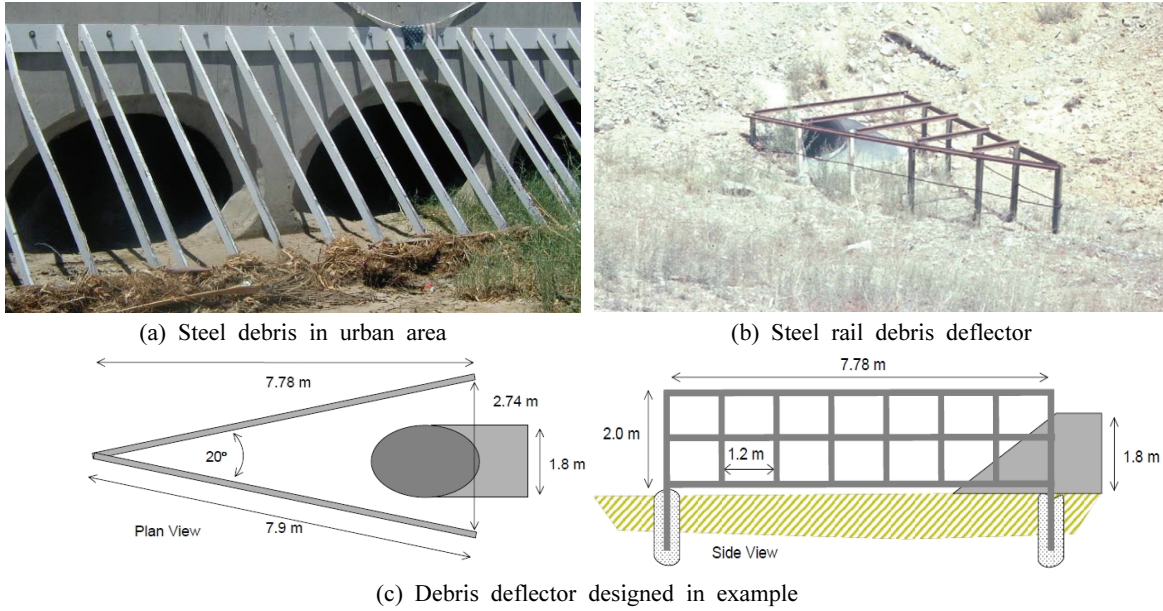 (a) Steel debris in urban area
(b) Steel rail debris deflector
7.78 m
2.74 m
20°
1.8 m
7.9 m
Plan View
7.78 m
2.0 m
1.2 m
1.8 m
Side View
(c) Debris deflector designed in example